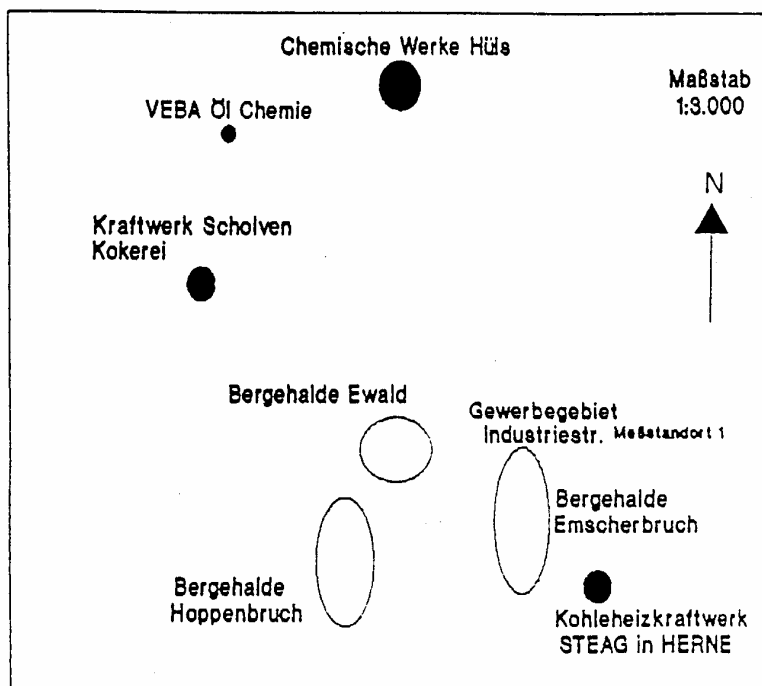 Chemische Werke Hüls
Maßstab
1:3.000
VEBA Öl Chemie
N
Kraftwerk Scholven
Kokerei
Bergehalde Ewald
Gewerbegebiet
Industriestr. Meßstandort 1
Bergehalde
Emscherbruch
Bergehalde
Hoppenbruch
Kohleheizkraftwerk
STEAG in HERNE